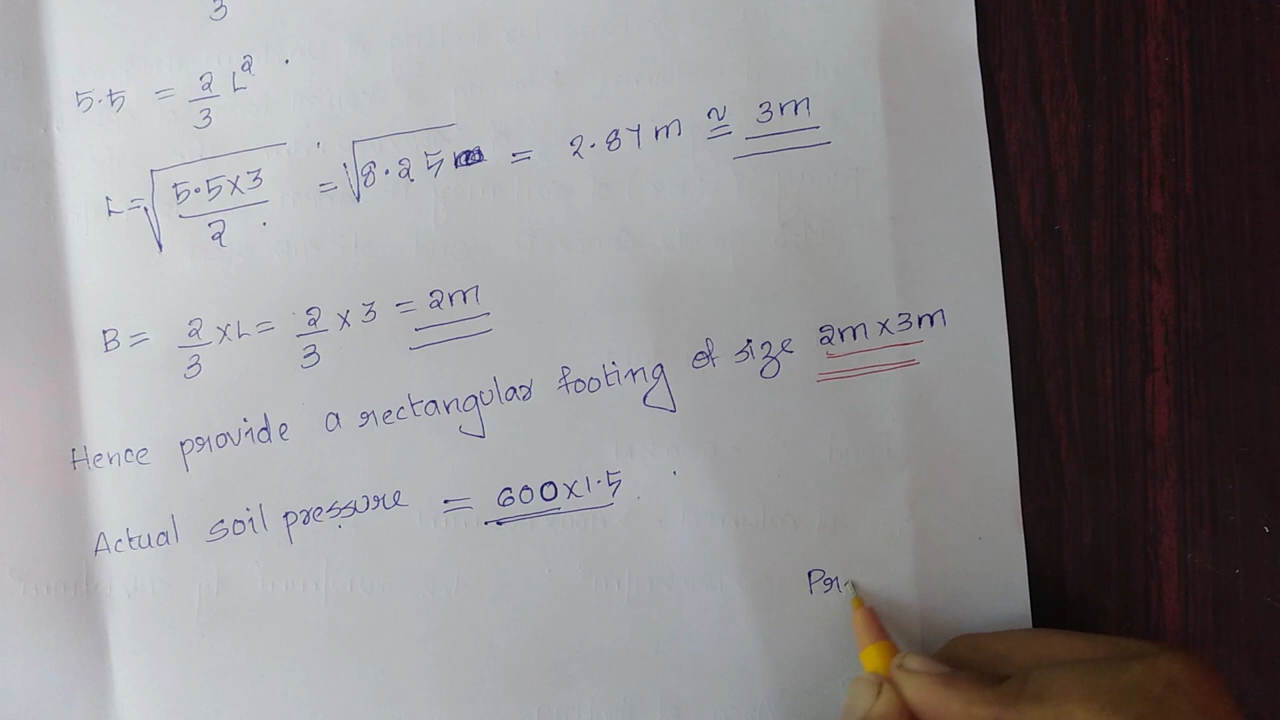 3
5.5 = 2/3 L²
L = √(5.5×3/2) = √8.25 = 2.87m ≅ 3m
B = 2/3 × L = 2/3 × 3 = 2m
Hence provide a rectangular footing of size 2m×3m
Actual soil pressure = 600×1.5
Pr